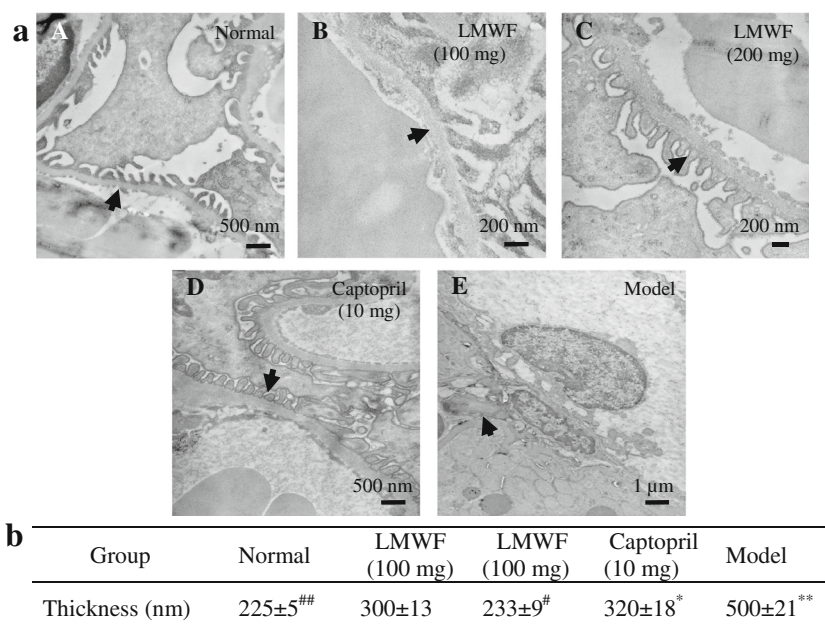 a
A Normal
B LMWF
(100 mg)
C LMWF
(200 mg)
500 nm
200 nm
200 nm
D Captopril
(10 mg)
E Model
500 nm
1 µm
b
Group Normal LMWF (100 mg) LMWF (100 mg) Captopril (10 mg) Model
Thickness (nm) 225±5## 300±13 233±9# 320±18* 500±21**